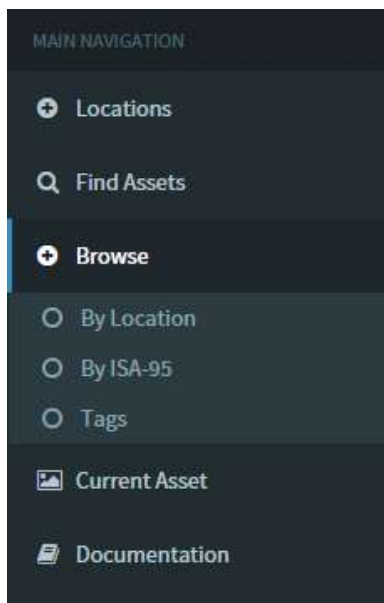 MAIN NAVIGATION
Locations
Find Assets
Browse
By Location
By ISA-95
Tags
Current Asset
Documentation